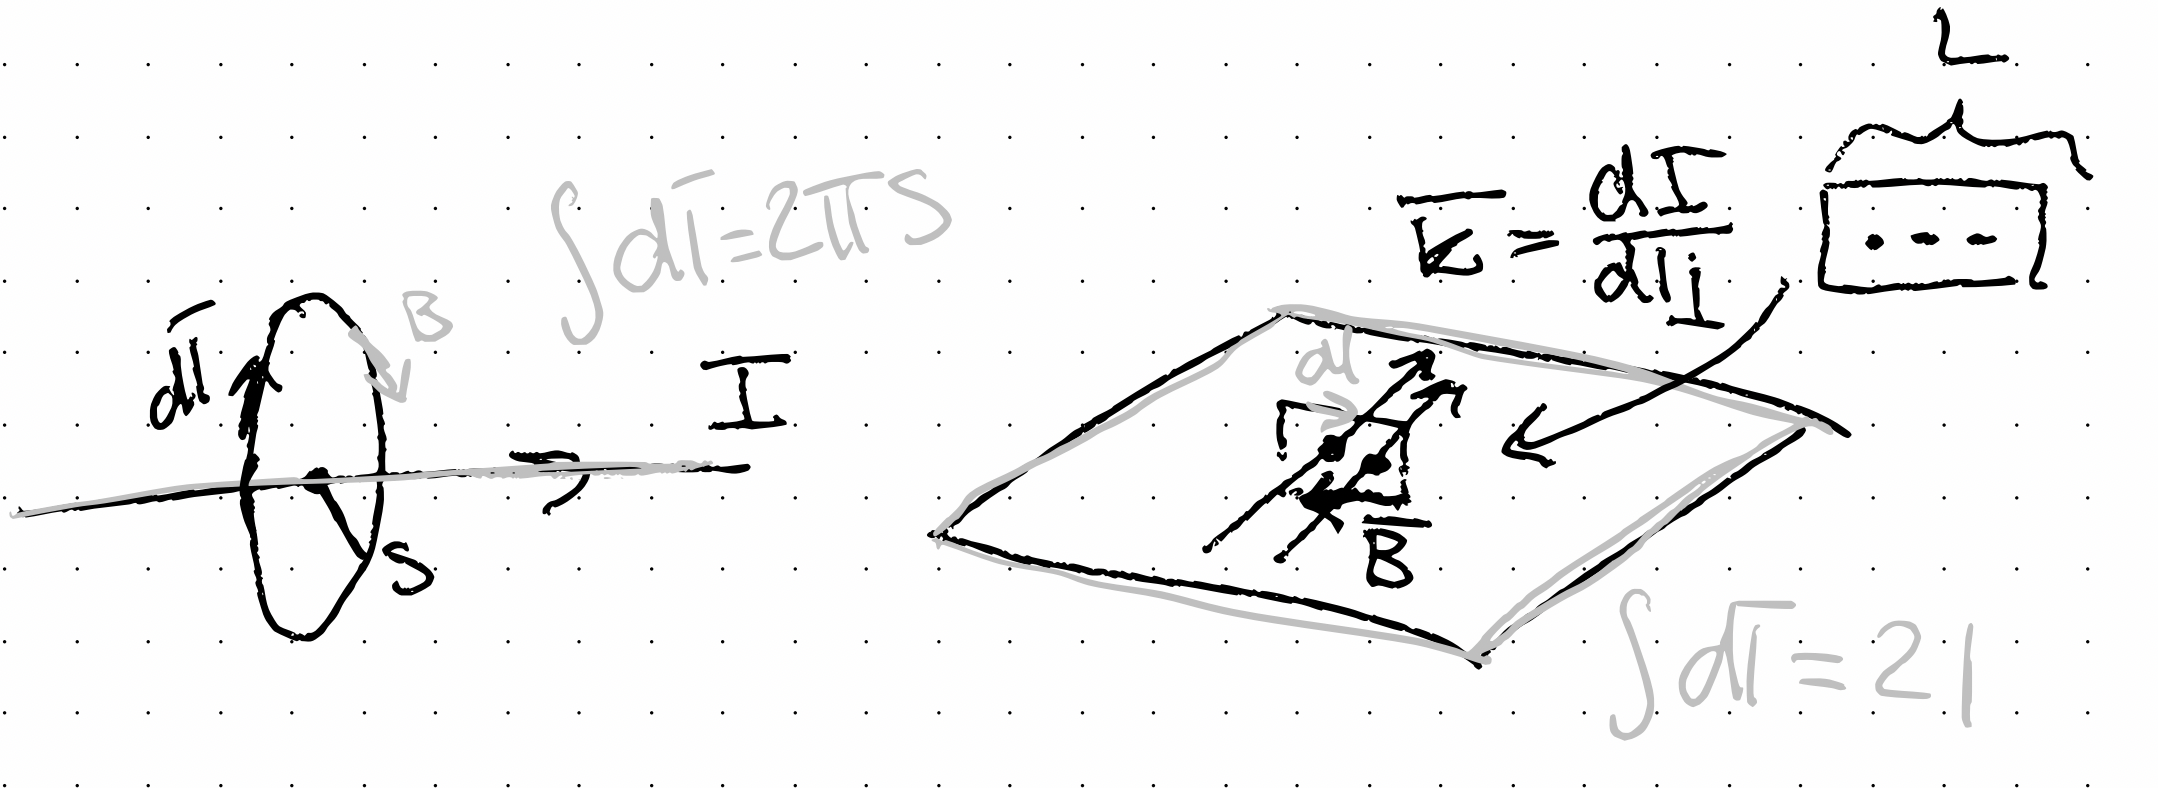 ∫dl̅=2πS
dl̅
B
I
S
L
K̅ = dI/dl⊥
dl
B̅
∫dl̅=2l